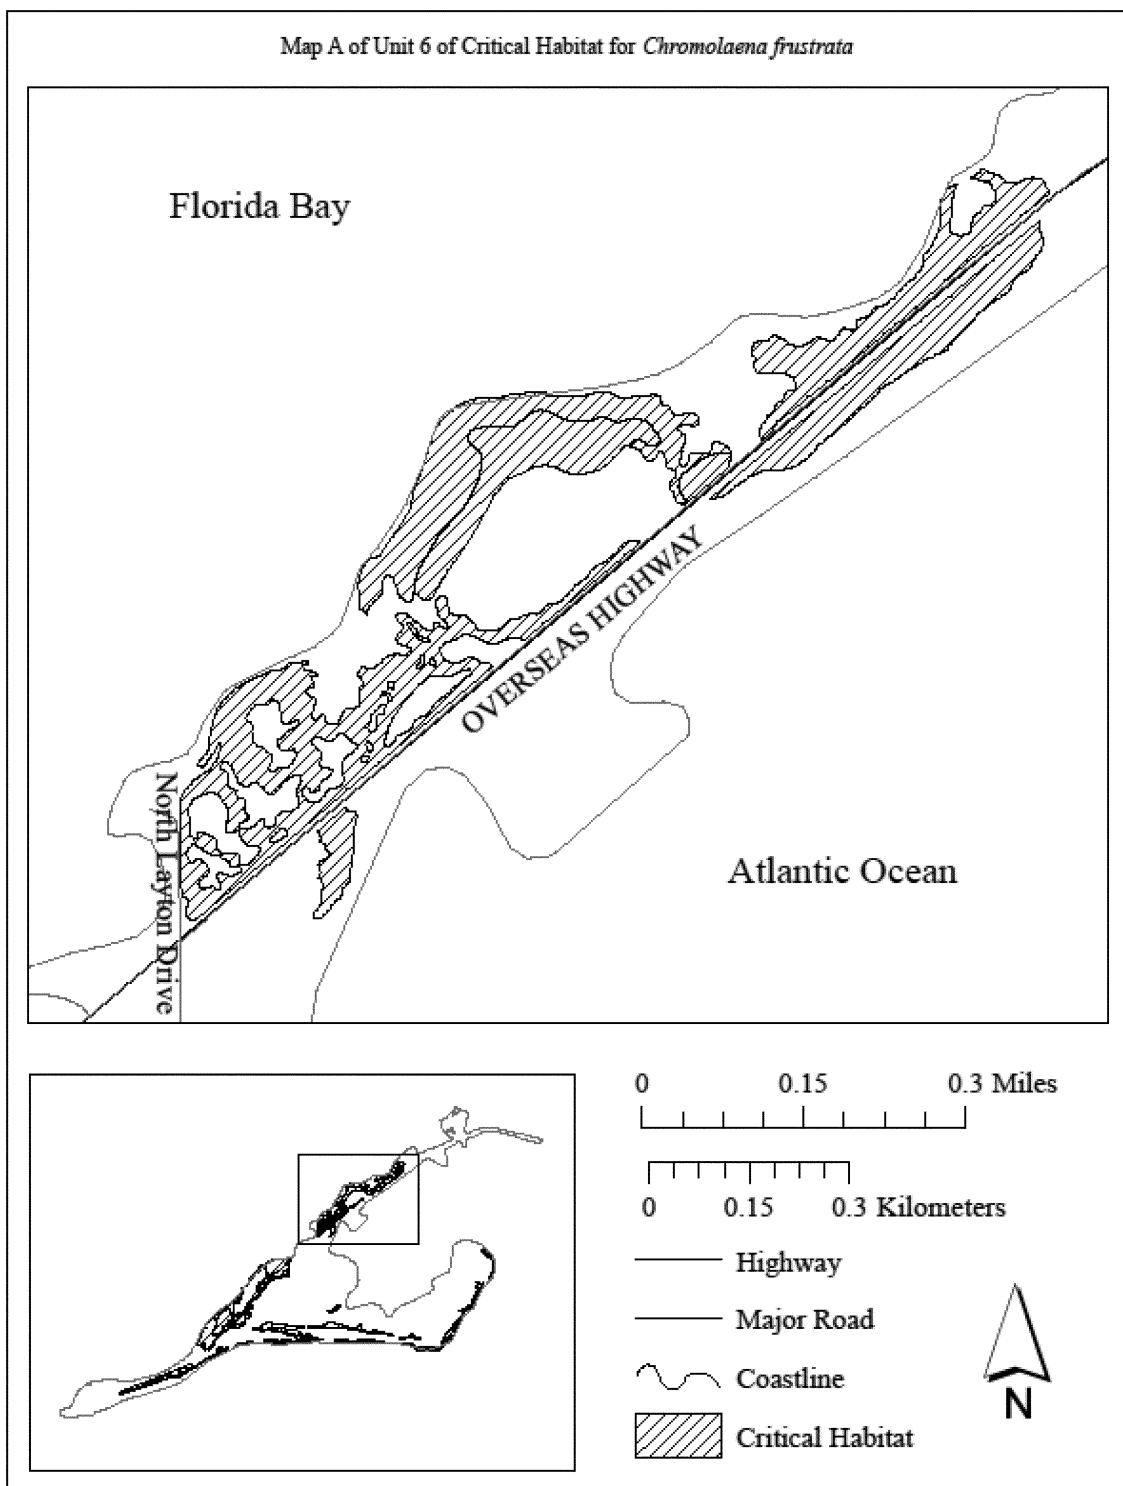 Map A of Unit 6 of Critical Habitat for Chromolaena frustrata
Florida Bay
OVERSEAS HIGHWAY
Atlantic Ocean
North Layton Drive
0 0.15 0.3 Miles
0 0.15 0.3 Kilometers
Highway
Major Road
Coastline
Critical Habitat
N